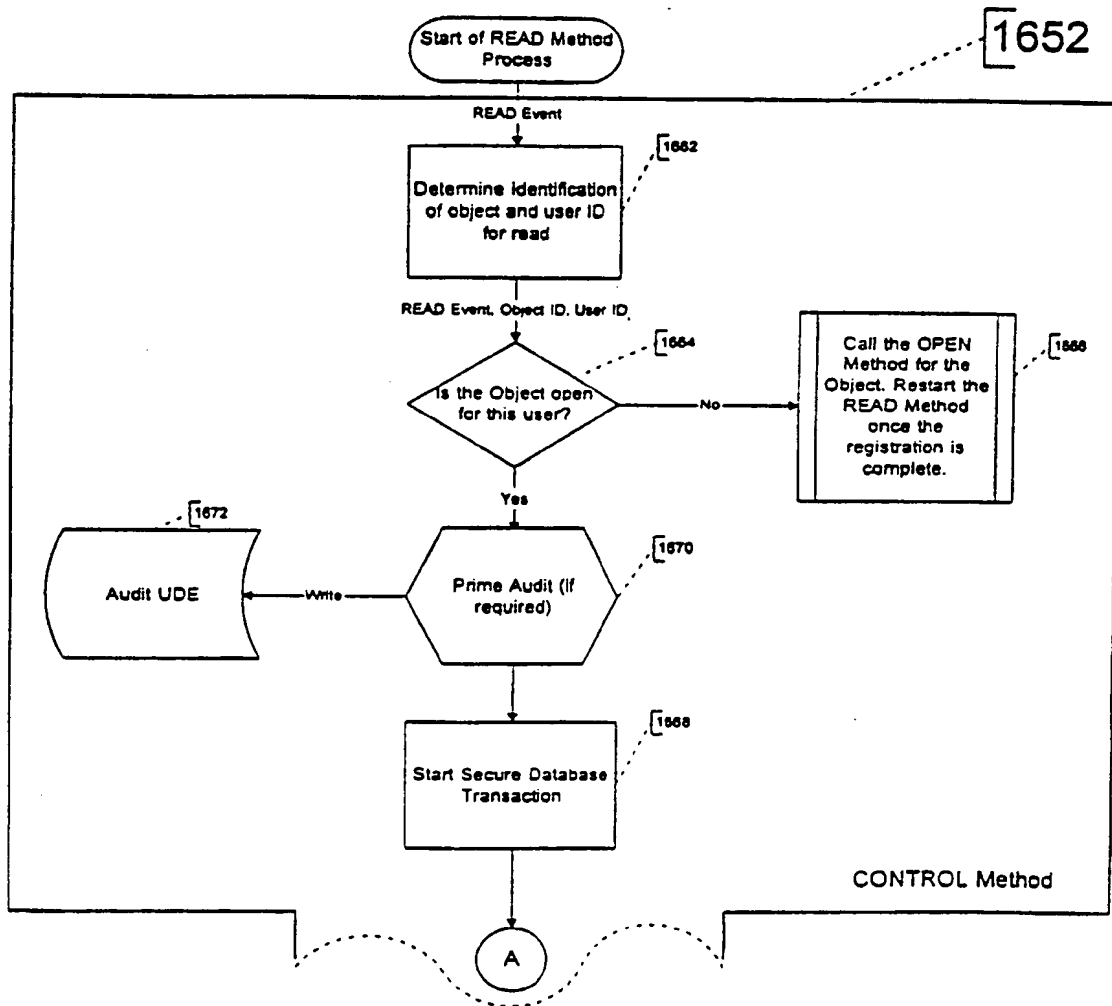 Start of READ Method
Process
1652
READ Event
1662
Determine Identification
of object and user ID
for read
READ Event, Object ID, User ID
1664
Is the Object open
for this user?
No
Call the OPEN
Method for the
Object. Restart the
READ Method
once the
registration is
complete.
1666
Yes
1672
Audit UDE
Write
Prime Audit (if
required)
1670
1668
Start Secure Database
Transaction
CONTROL Method
A